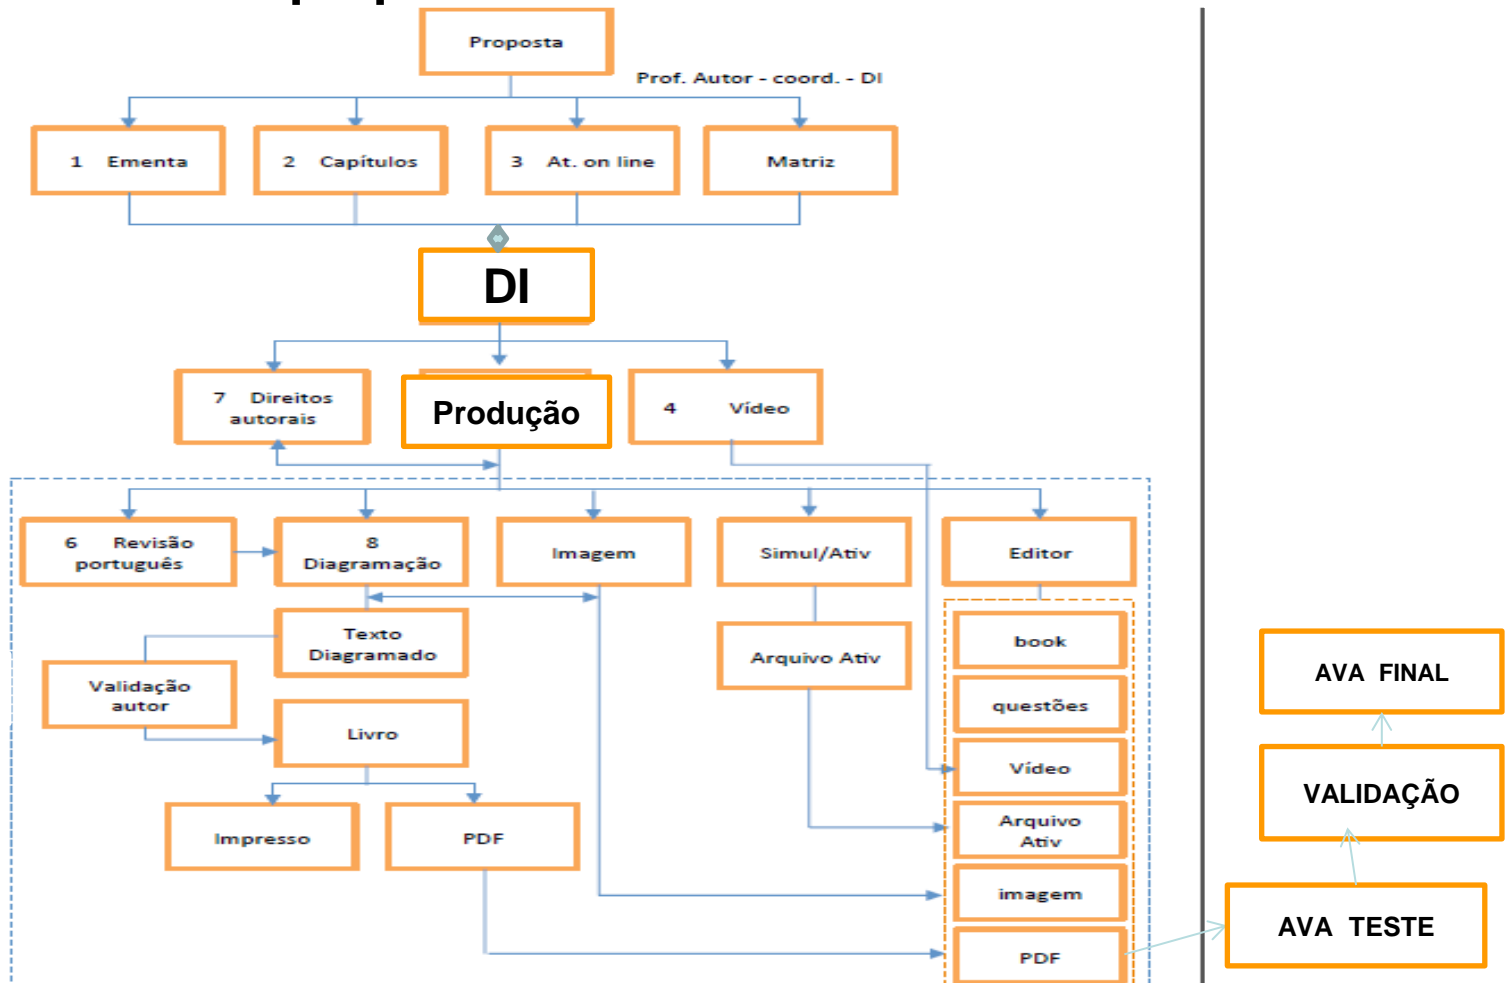 Proposta
Prof. Autor - coord. - DI
1 Ementa
2 Capítulos
3 At. on line
Matriz
DI
7 Direitos
autorais
Produção
4 Vídeo
6 Revisão
português
8
Diagramação
Imagem
Simul/Ativ
Editor
Texto
Diagramado
Arquivo Ativ
book
Validação
autor
questões
Livro
Vídeo
Impresso
PDF
Arquivo
Ativ
imagem
PDF
AVA FINAL
VALIDAÇÃO
AVA TESTE